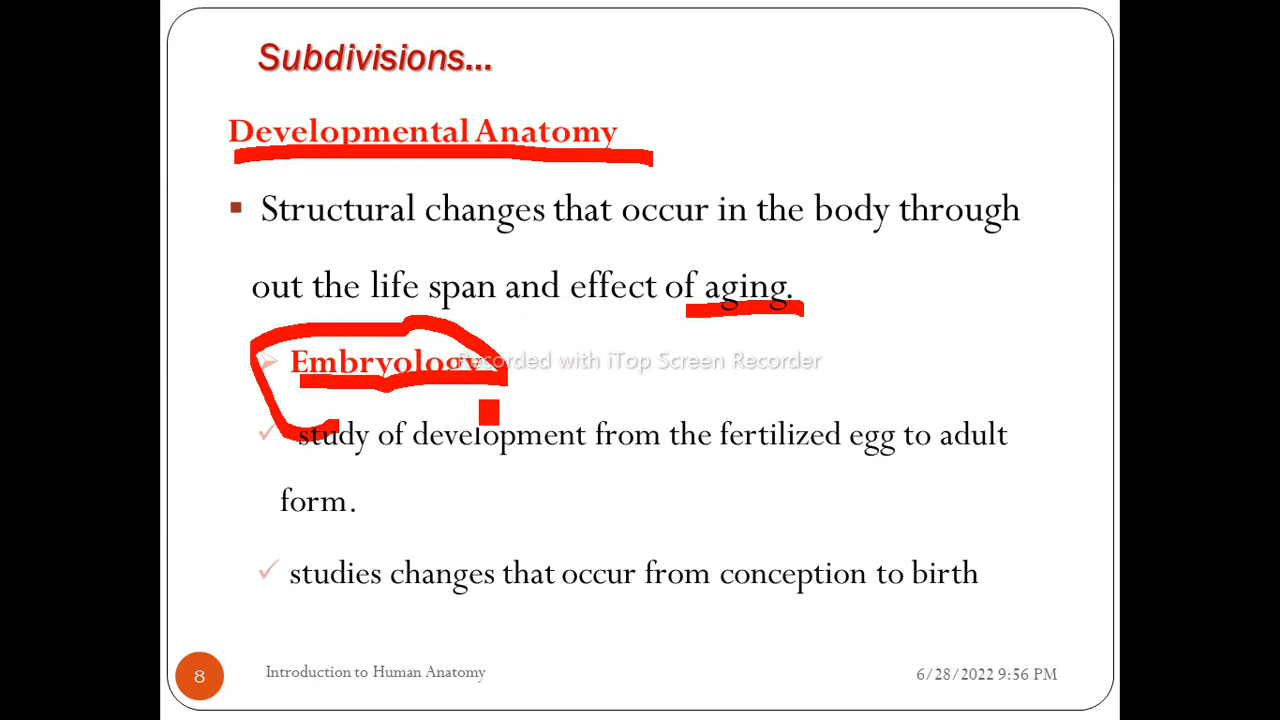 Subdivisions...
Developmental Anatomy
Structural changes that occur in the body through
out the life span and effect of aging.
Embryology
Recorded with iTop Screen Recorder
study of development from the fertilized egg to adult
form.
studies changes that occur from conception to birth
8
Introduction to Human Anatomy
6/28/2022 9:56 PM